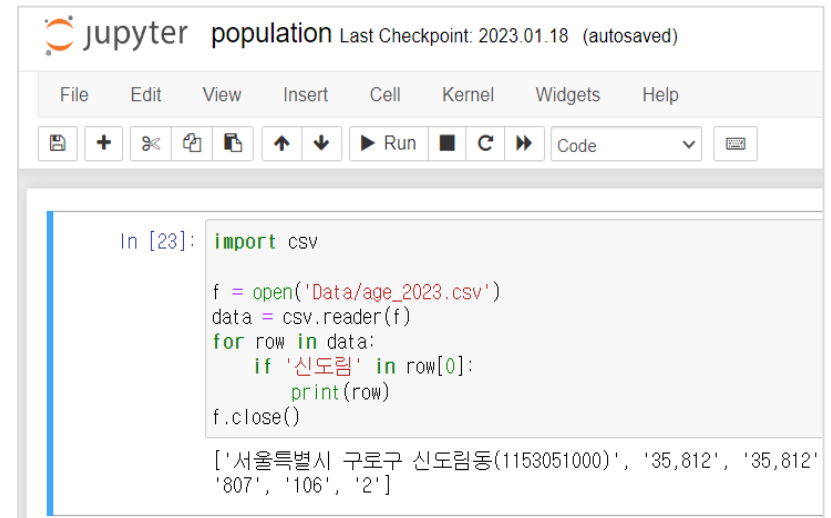 jupyter population Last Checkpoint: 2023.01.18 (autosaved)
File Edit View Insert Cell Kernel Widgets Help
Run Code
In [23]: import csv
f = open('Data/age_2023.csv')
data = csv.reader(f)
for row in data:
    if '신도림' in row[0]:
        print(row)
f.close()
['서울특별시 구로구 신도림동(1153051000)', '35,812', '35,812'
'807', '106', '2']